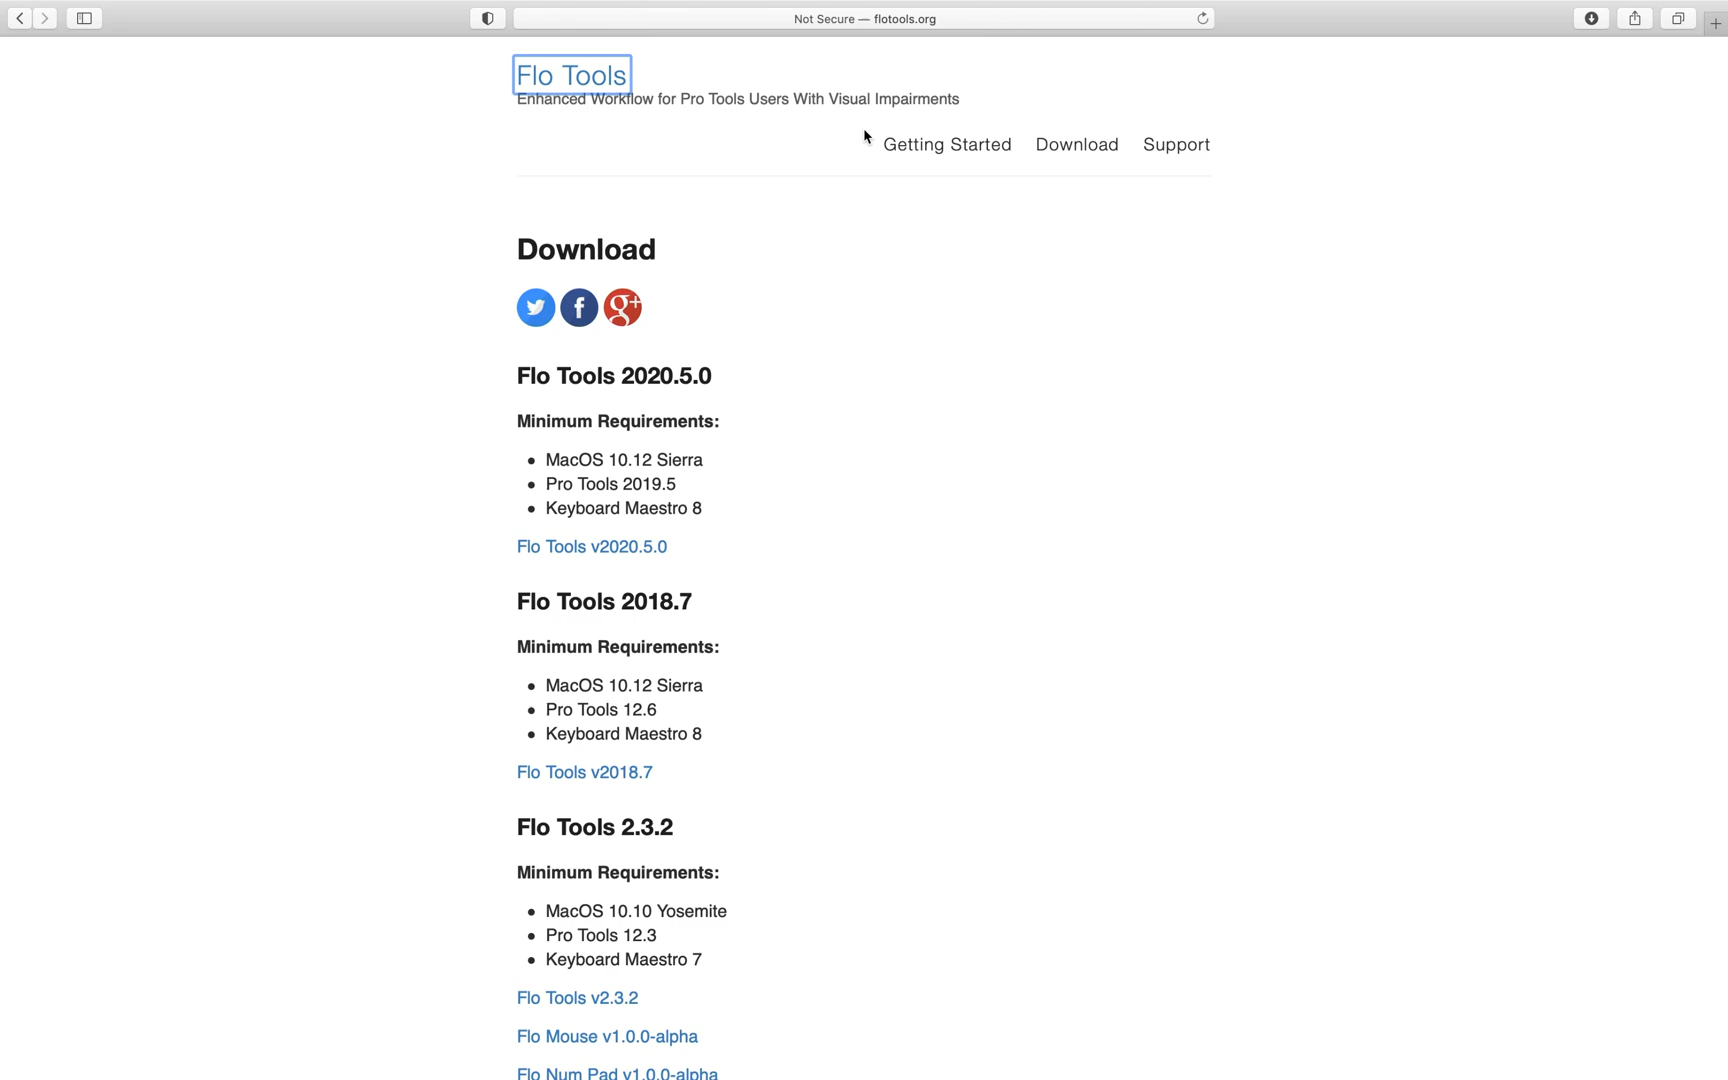 Not Secure — flotools.org
Flo Tools
Enhanced Workflow for Pro Tools Users With Visual Impairments
Getting Started Download Support
Download
Flo Tools 2020.5.0
Minimum Requirements:
MacOS 10.12 Sierra
Pro Tools 2019.5
Keyboard Maestro 8
Flo Tools v2020.5.0
Flo Tools 2018.7
Minimum Requirements:
MacOS 10.12 Sierra
Pro Tools 12.6
Keyboard Maestro 8
Flo Tools v2018.7
Flo Tools 2.3.2
Minimum Requirements:
MacOS 10.10 Yosemite
Pro Tools 12.3
Keyboard Maestro 7
Flo Tools v2.3.2
Flo Mouse v1.0.0-alpha
Flo Num Pad v1.0.0-alpha